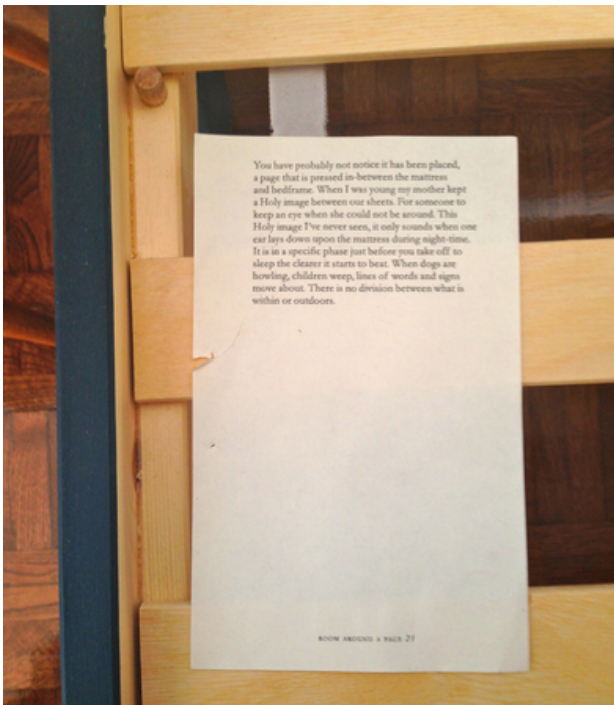 You have probably not notice it has been placed,
a page that is pressed in-between the mattress
and bedframe. When I was young my mother kept
a Holy image between our sheets. For someone to
keep an eye when she could not be around. This
Holy image I've never seen, it only sounds when one
ear lays down upon the mattress during night-time.
It is in a specific phase just before you take off to
sleep the clearer it starts to beat. When dogs are
howling, children weep, lines of words and signs
move about. There is no division between what is
within or outdoors.
ROOM AROUND A PAGE 21